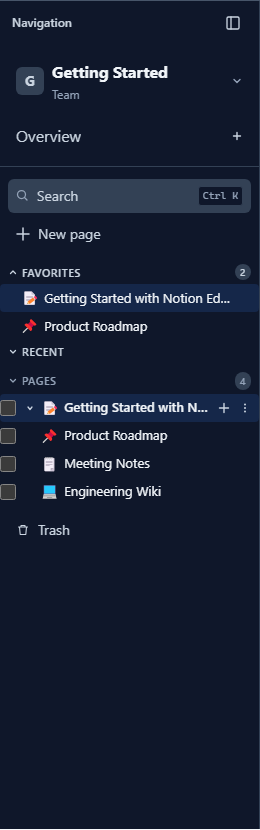 Navigation
G
Getting Started
Team
Overview
Search Ctrl K
New page
FAVORITES 2
Getting Started with Notion Ed...
Product Roadmap
RECENT
PAGES 4
Getting Started with N...
Product Roadmap
Meeting Notes
Engineering Wiki
Trash